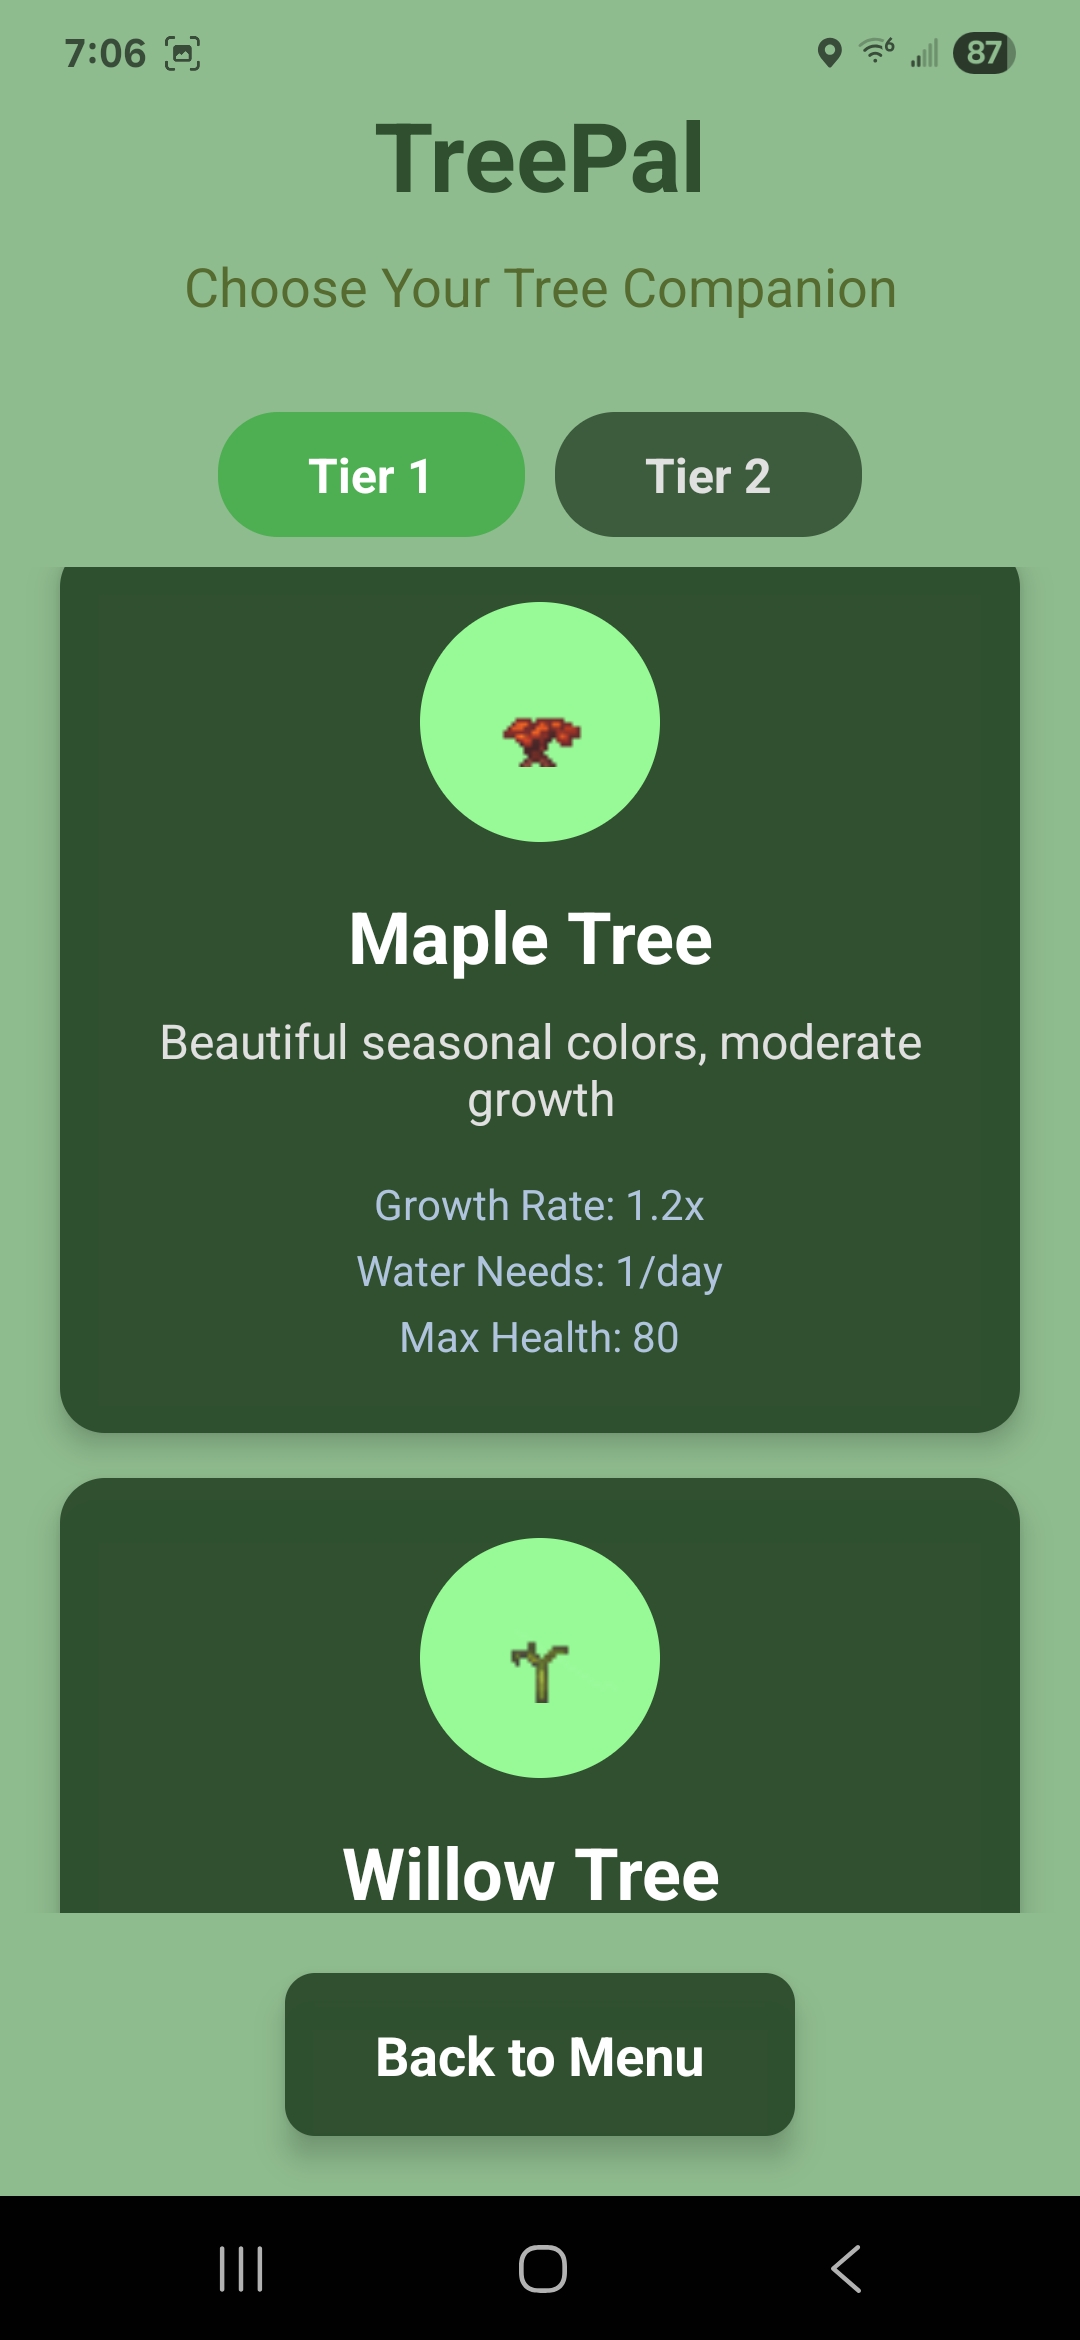 7:06
6
87
TreePal
Choose Your Tree Companion
Tier 1
Tier 2
Maple Tree
Beautiful seasonal colors, moderate
growth
Growth Rate: 1.2x
Water Needs: 1/day
Max Health: 80
Willow Tree
Back to Menu